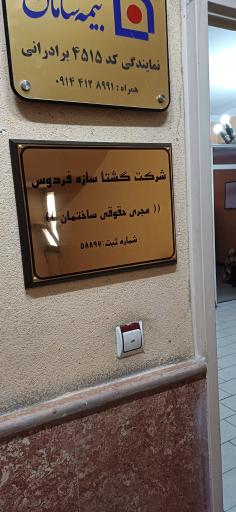 بیمه سامان
نمایندگی کد ۴۵۱۵ برادرانی
همراه: ۸۹۹۱ ۴۱۳ ۰۹۱۴
شرکت گشتا سازه فردوس
(( مجری حقوقی ساختمان ))
شماره ثبت: ۵۸۸۹۷